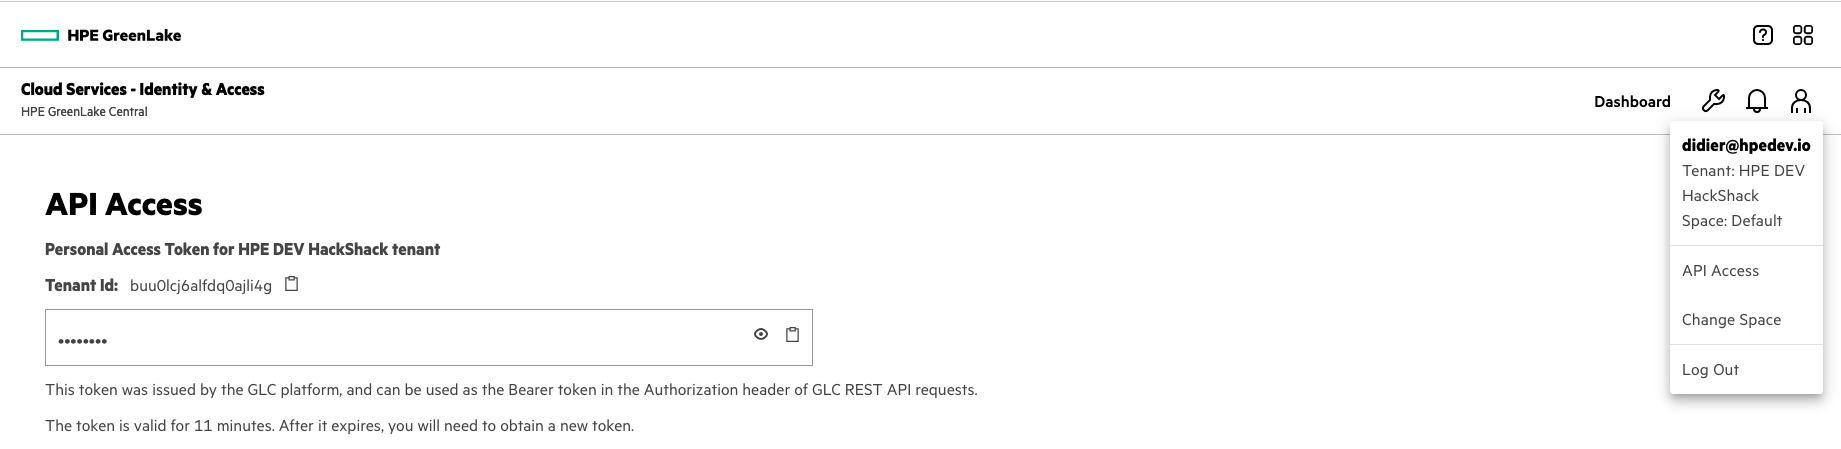 HPE GreenLake
Cloud Services - Identity & Access
HPE GreenLake Central
Dashboard
didier@hpedev.io
Tenant: HPE DEV
HackShack
Space: Default
API Access
Change Space
Log Out
API Access
Personal Access Token for HPE DEV HackShack tenant
Tenant Id: buu0lcj6alfdq0ajli4g
••••••••
This token was issued by the GLC platform, and can be used as the Bearer token in the Authorization header of GLC REST API requests.
The token is valid for 11 minutes. After it expires, you will need to obtain a new token.